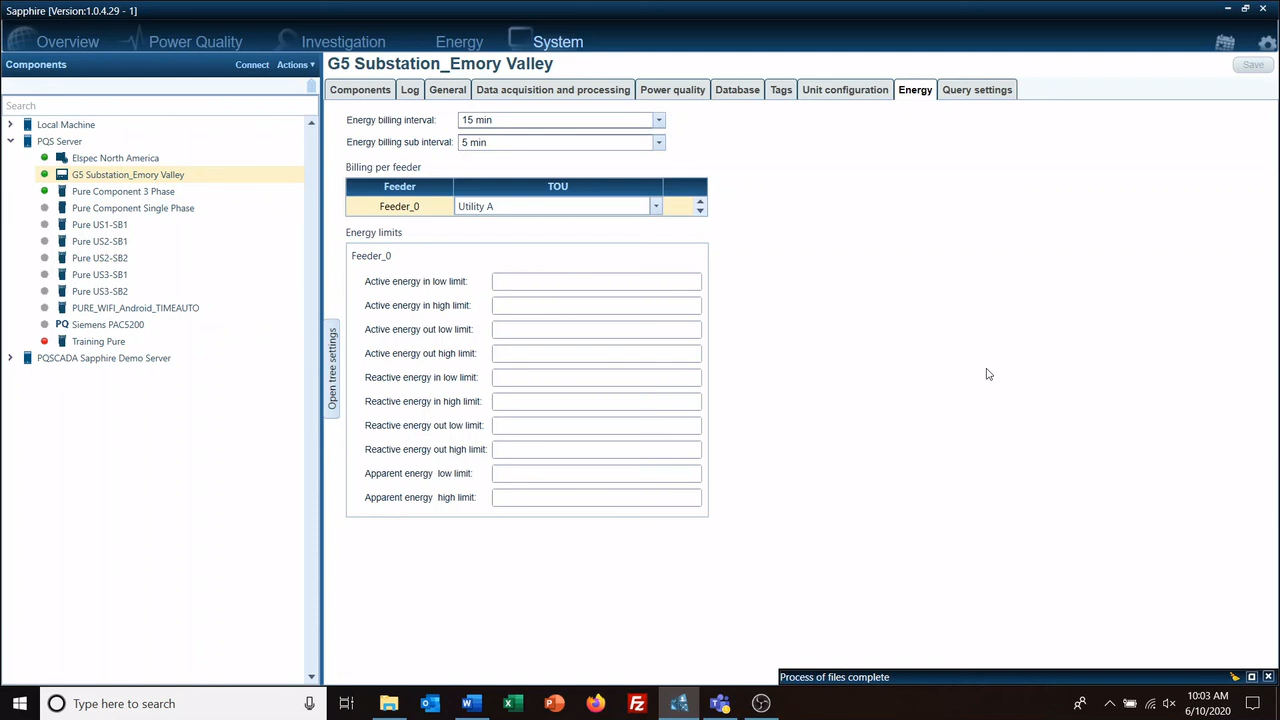 Sapphire [Version:1.0.4.29 - 1]
Overview Power Quality Investigation Energy System
Components Connect Actions
G5 Substation_Emory Valley
Save
Components Log General Data acquisition and processing Power quality Database Tags Unit configuration Energy Query settings
Search
Local Machine
PQS Server
Elspec North America
G5 Substation_Emory Valley
Pure Component 3 Phase
Pure Component Single Phase
Pure US1-SB1
Pure US2-SB1
Pure US2-SB2
Pure US3-SB1
Pure US3-SB2
PURE_WIFI_Android_TIMEAUTO
PQ Siemens PAC5200
Training Pure
PQSCADA Sapphire Demo Server
Open tree settings
Energy billing interval: 15 min
Energy billing sub interval: 5 min
Billing per feeder
Feeder TOU
Feeder_0 Utility A
Energy limits
Feeder_0
Active energy in low limit:
Active energy in high limit:
Active energy out low limit:
Active energy out high limit:
Reactive energy in low limit:
Reactive energy in high limit:
Reactive energy out low limit:
Reactive energy out high limit:
Apparent energy low limit:
Apparent energy high limit:
Process of files complete
Type here to search
10:03 AM
6/10/2020